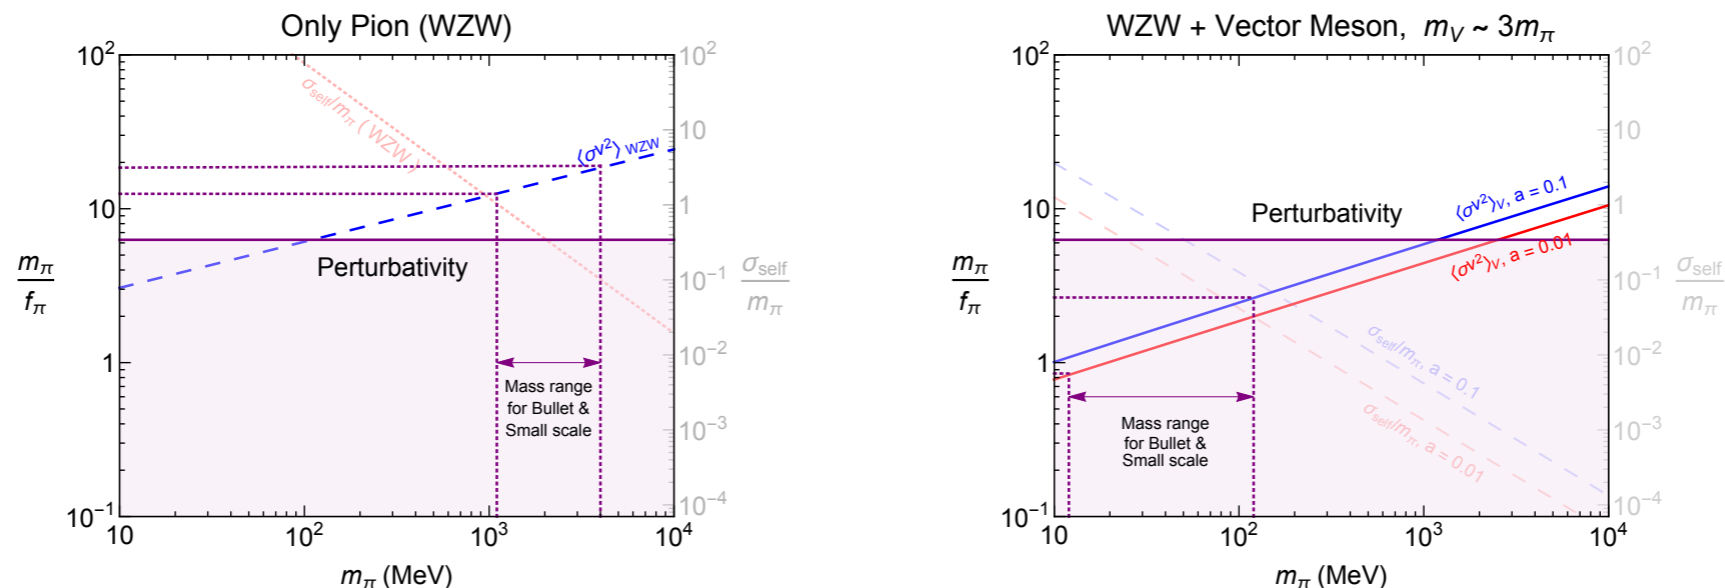 Only Pion (WZW)
10²
10
1
10⁻¹
mπ
fπ
σself/mπ (WZW)
⟨σv²⟩WZW
Perturbativity
Mass range
for Bullet &
Small scale
10²
10
1
10⁻¹
10⁻²
10⁻³
10⁻⁴
σself
mπ
10 10² 10³ 10⁴
mπ (MeV)
WZW + Vector Meson, mV ~ 3mπ
10²
10
1
10⁻¹
mπ
fπ
Perturbativity
⟨σv²⟩V, a = 0.1
⟨σv²⟩V, a = 0.01
σself/mπ, a = 0.1
σself/mπ, a = 0.01
Mass range
for Bullet &
Small scale
10²
10
1
10⁻¹
10⁻²
10⁻³
10⁻⁴
σself
mπ
10 10² 10³ 10⁴
mπ (MeV)